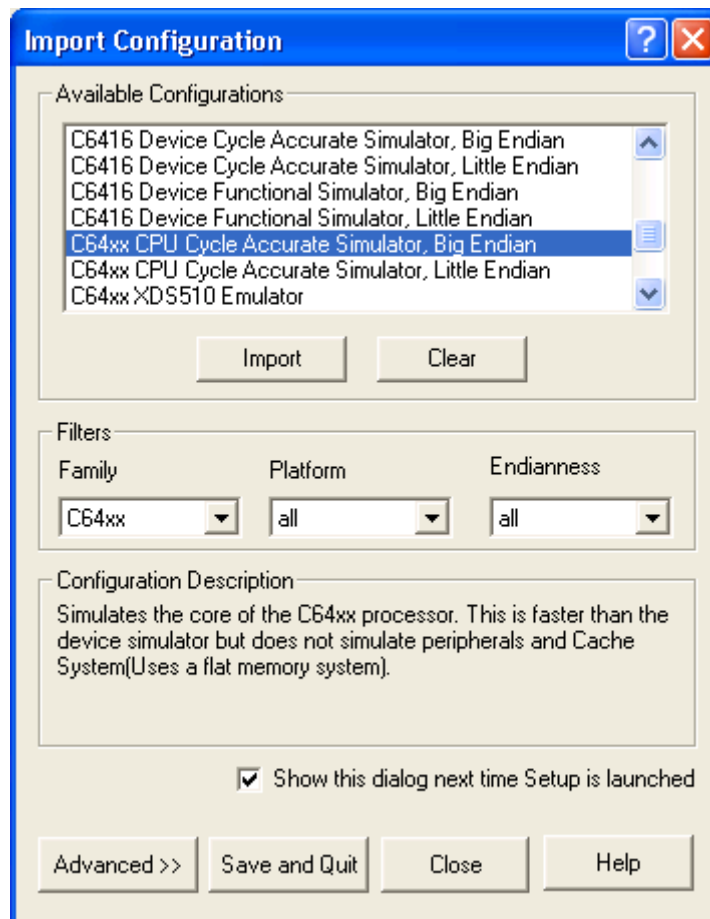 Import Configuration
Available Configurations
C6416 Device Cycle Accurate Simulator, Big Endian
C6416 Device Cycle Accurate Simulator, Little Endian
C6416 Device Functional Simulator, Big Endian
C6416 Device Functional Simulator, Little Endian
C64xx CPU Cycle Accurate Simulator, Big Endian
C64xx CPU Cycle Accurate Simulator, Little Endian
C64xx XDS510 Emulator
Import Clear
Filters
Family Platform Endianness
C64xx all all
Configuration Description
Simulates the core of the C64xx processor. This is faster than the
device simulator but does not simulate peripherals and Cache
System(Uses a flat memory system).
Show this dialog next time Setup is launched
Advanced >> Save and Quit Close Help